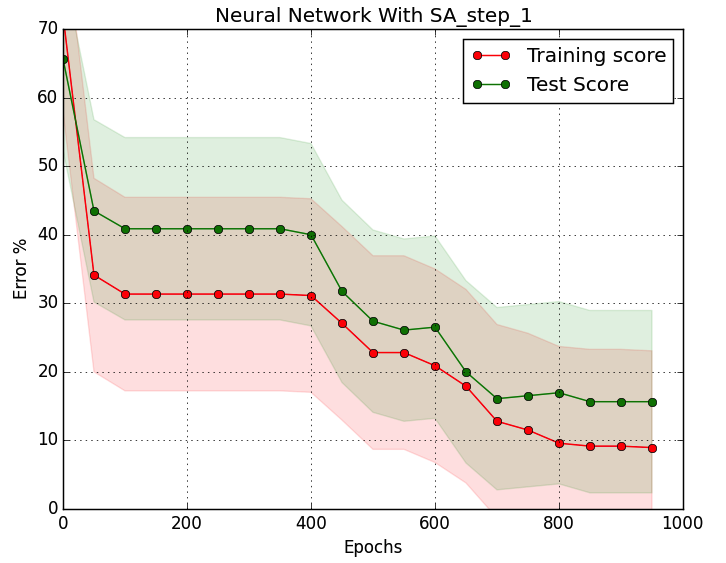 Neural Network With SA_step_1
Training score
Test Score
Error %
70
60
50
40
30
20
10
0
0 200 400 600 800 1000
Epochs